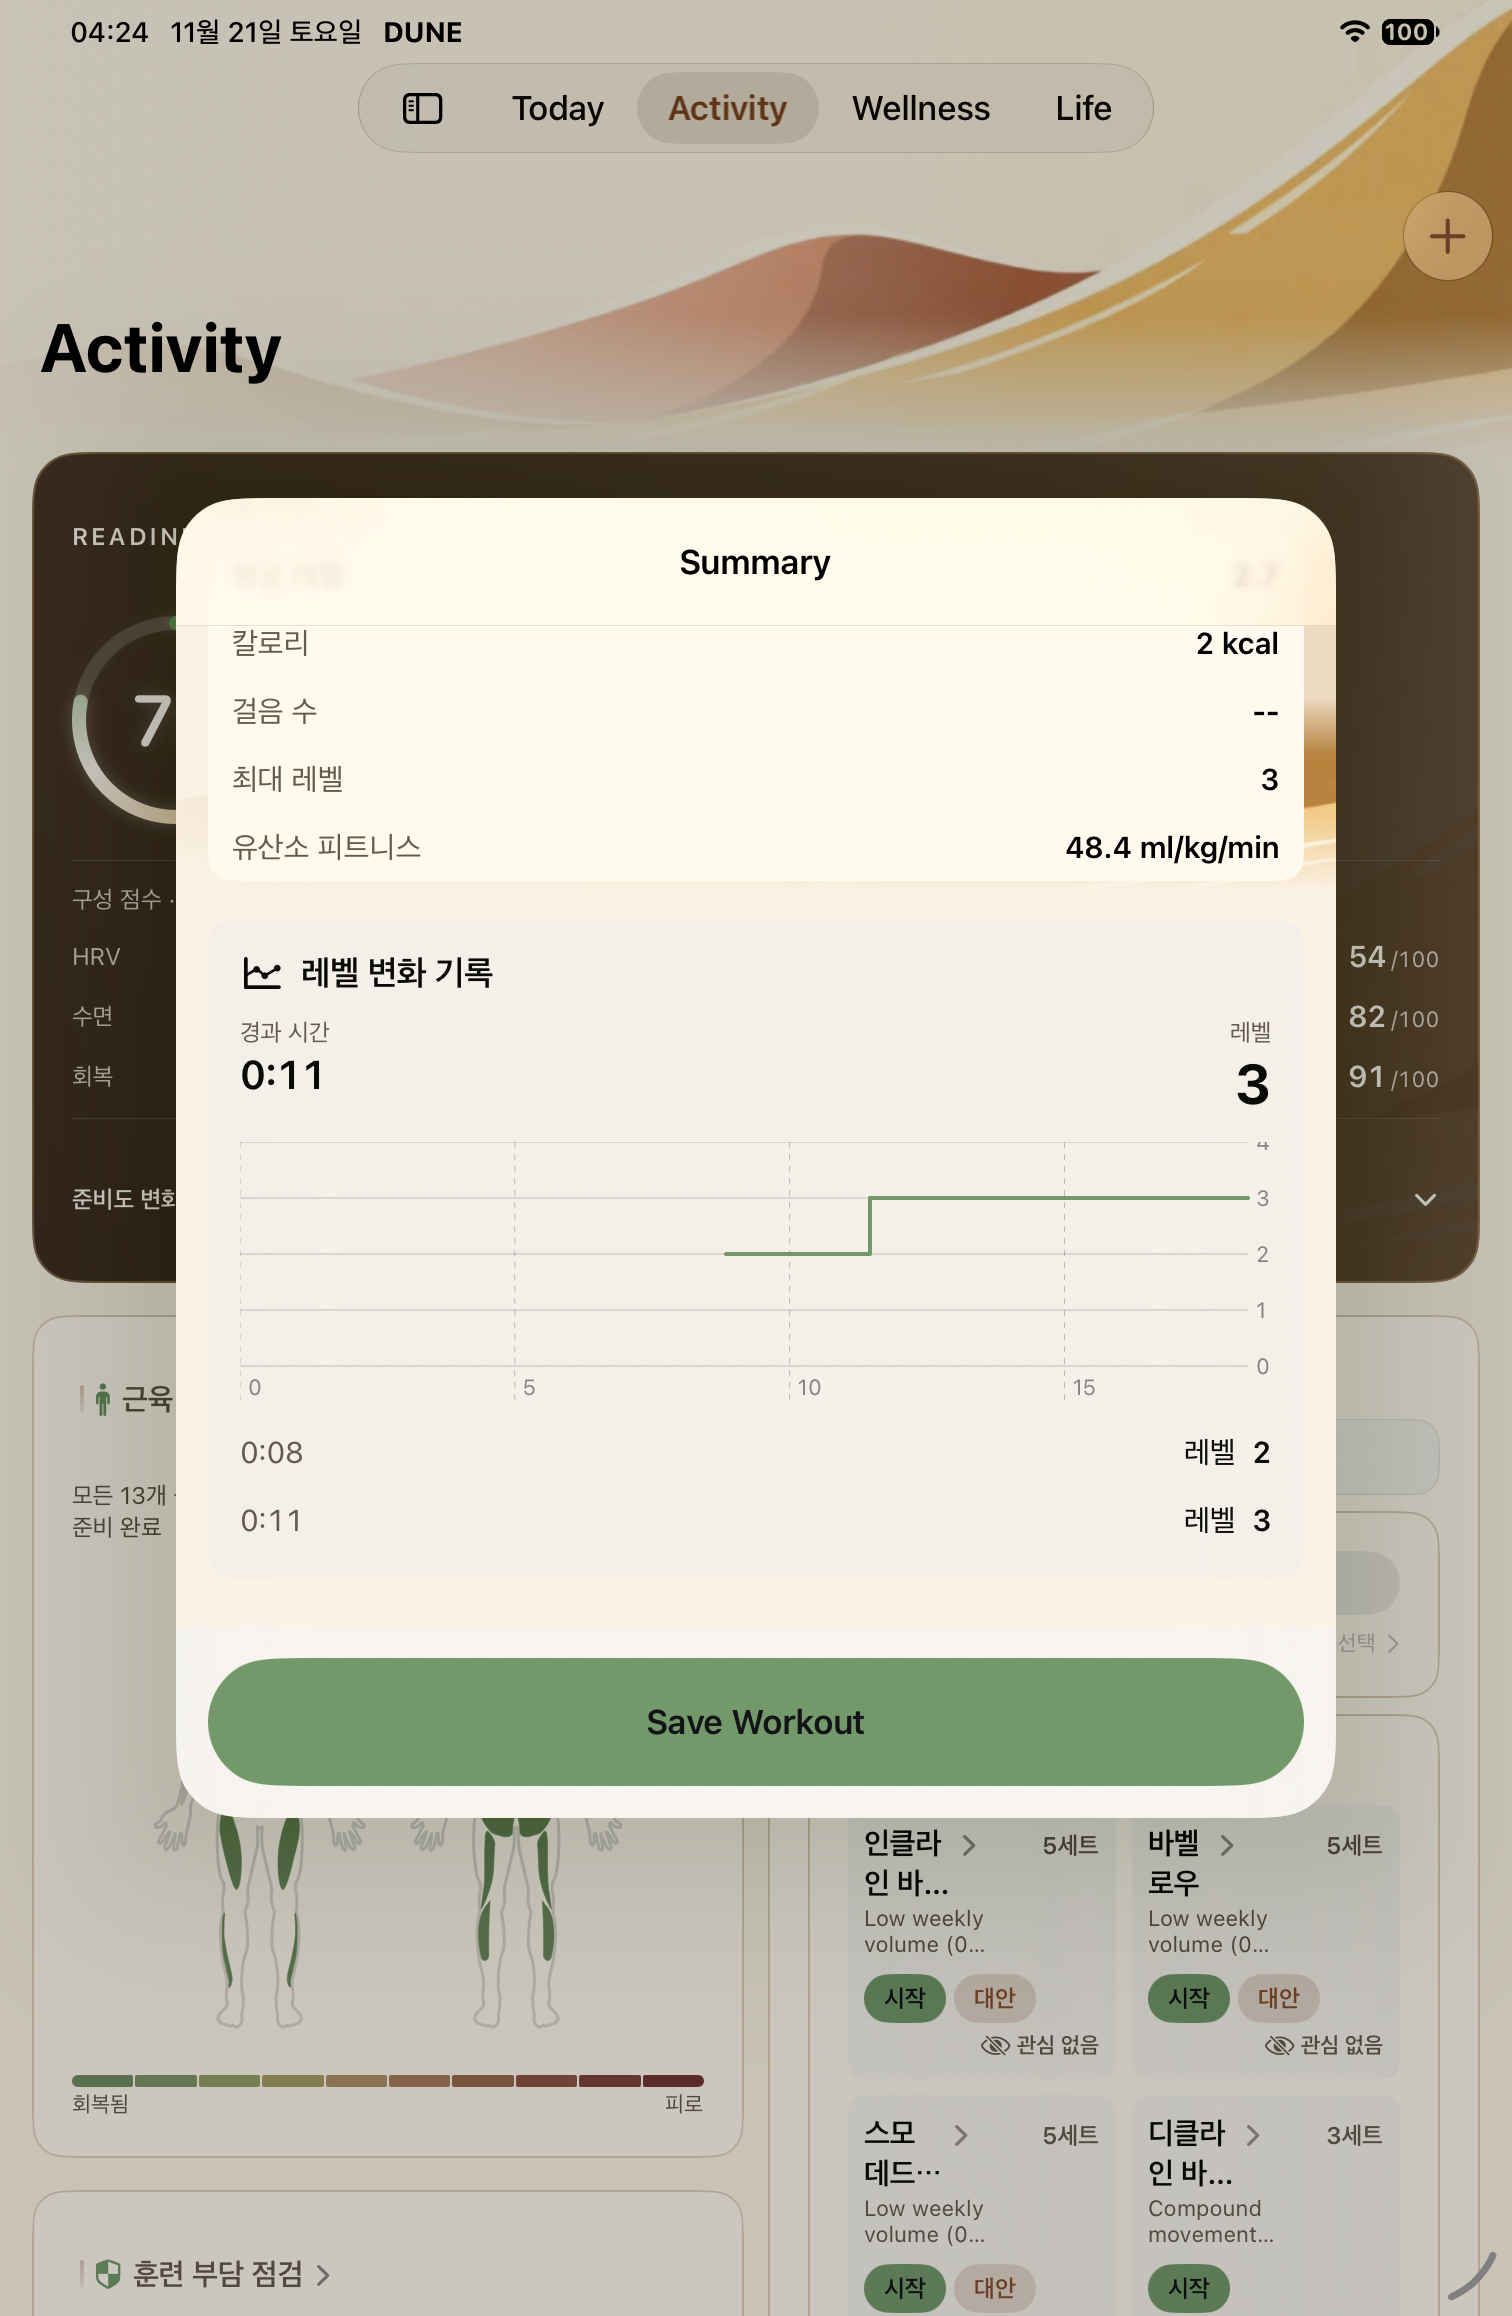 04:24 11월 21일 토요일 DUNE
100
Today
Activity
Wellness
Life
Activity
Summary
평균 레벨 2.7
칼로리 2 kcal
걸음 수 --
최대 레벨 3
유산소 피트니스 48.4 ml/kg/min
레벨 변화 기록
경과 시간 레벨
0:11 3
4
3
2
1
0
0 5 10 15
0:08 레벨 2
0:11 레벨 3
Save Workout
7
구성 점수 ·
HRV 54/100
수면 82/100
회복 91/100
준비도 변화
근육
모든 13개
준비 완료
회복됨 피로
훈련 부담 점검
선택
인클라 5세트
인 바...
Low weekly
volume (0...
시작 대안
관심 없음
바벨 5세트
로우
Low weekly
volume (0...
시작 대안
관심 없음
스모 5세트
데드...
Low weekly
volume (0...
시작 대안
디클라 3세트
인 바...
Compound
movement...
시작